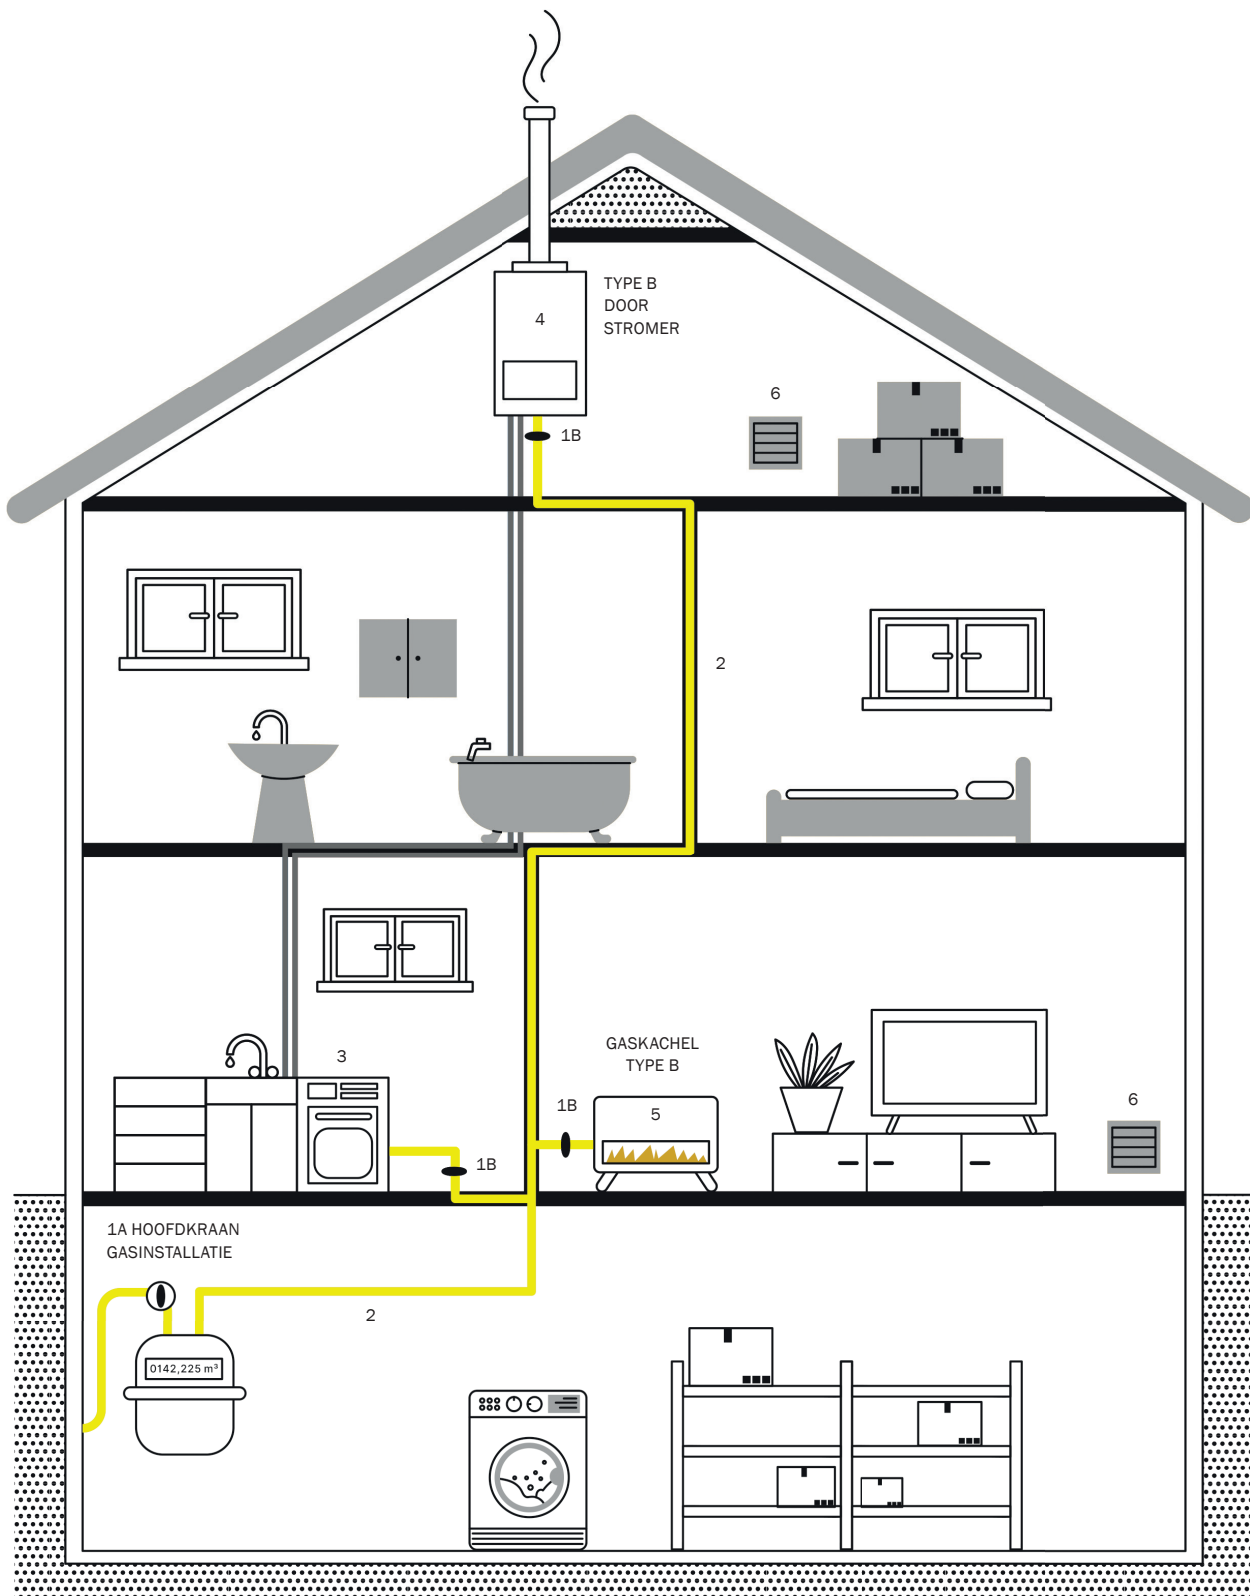 TYPE B
DOOR
STROMER
4
6
1B
2
3
GASKACHEL
TYPE B
1B
5
6
1B
1A HOOFDKRAAN
GASINSTALLATIE
2
0142,225 m³